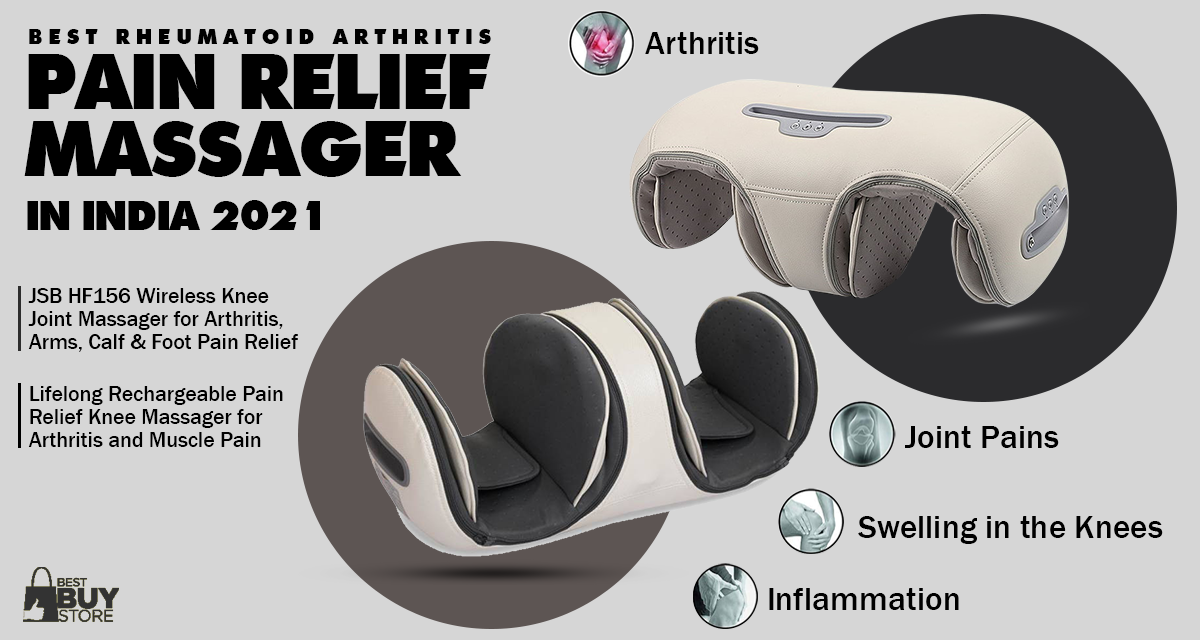 BEST RHEUMATOID ARTHRITIS
PAIN RELIEF
MASSAGER
IN INDIA 2021
JSB HF156 Wireless Knee
Joint Massager for Arthritis,
Arms, Calf & Foot Pain Relief
Lifelong Rechargeable Pain
Relief Knee Massager for
Arthritis and Muscle Pain
Arthritis
Joint Pains
Swelling in the Knees
Inflammation
BEST
BUY
STORE